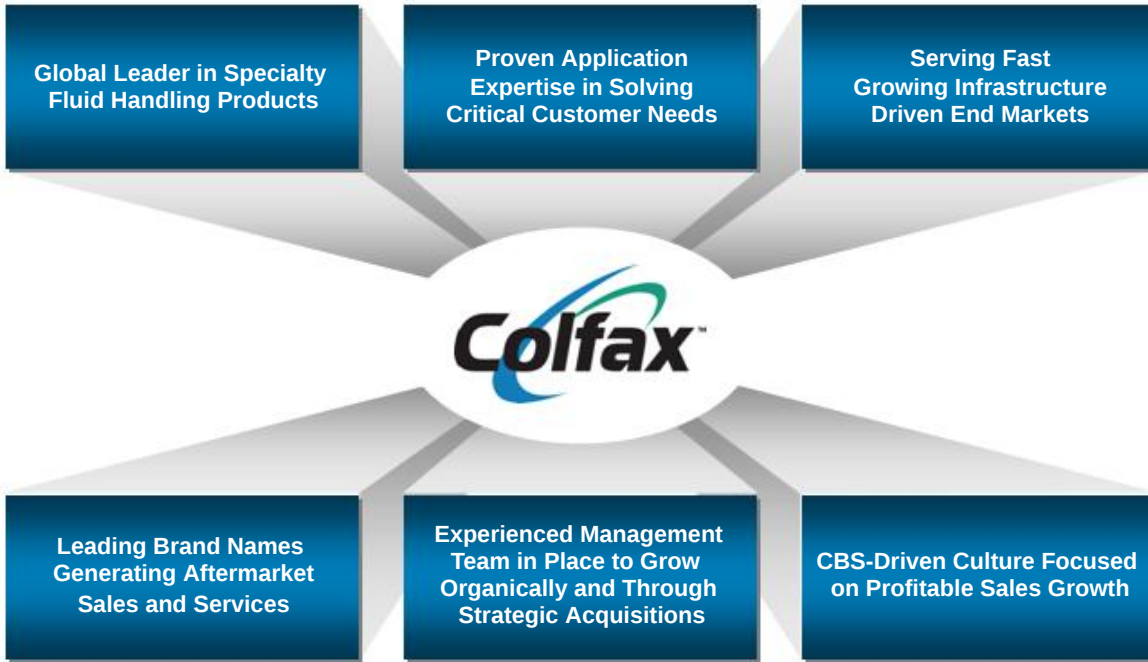 Global Leader in Specialty
Fluid Handling Products
Proven Application
Expertise in Solving
Critical Customer Needs
Serving Fast
Growing Infrastructure
Driven End Markets
Colfax™
Leading Brand Names
Generating Aftermarket
Sales and Services
Experienced Management
Team in Place to Grow
Organically and Through
Strategic Acquisitions
CBS-Driven Culture Focused
on Profitable Sales Growth